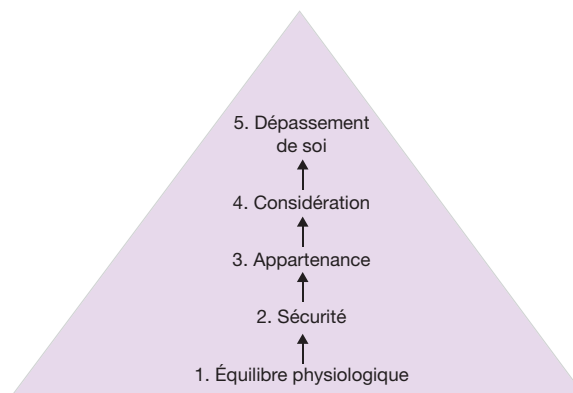 5. Dépassement
de soi
4. Considération
3. Appartenance
2. Sécurité
1. Équilibre physiologique